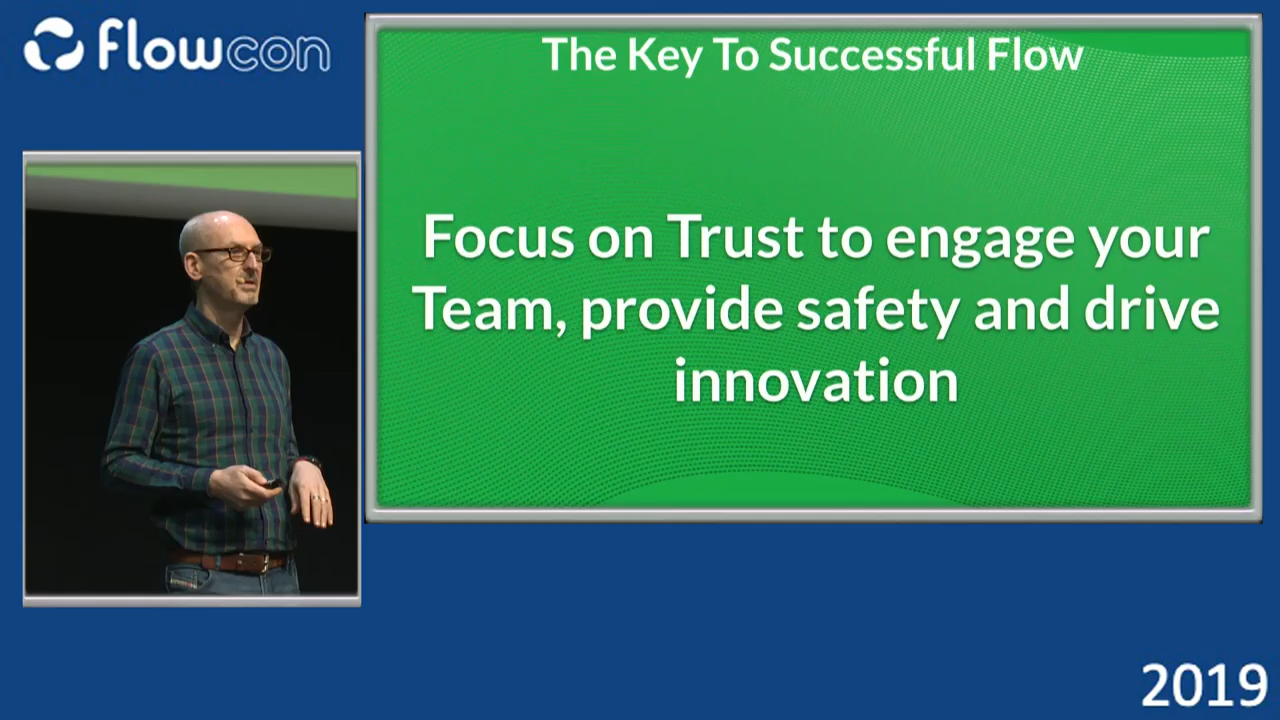 flowcon
The Key To Successful Flow
Focus on Trust to engage your
Team, provide safety and drive
innovation
2019